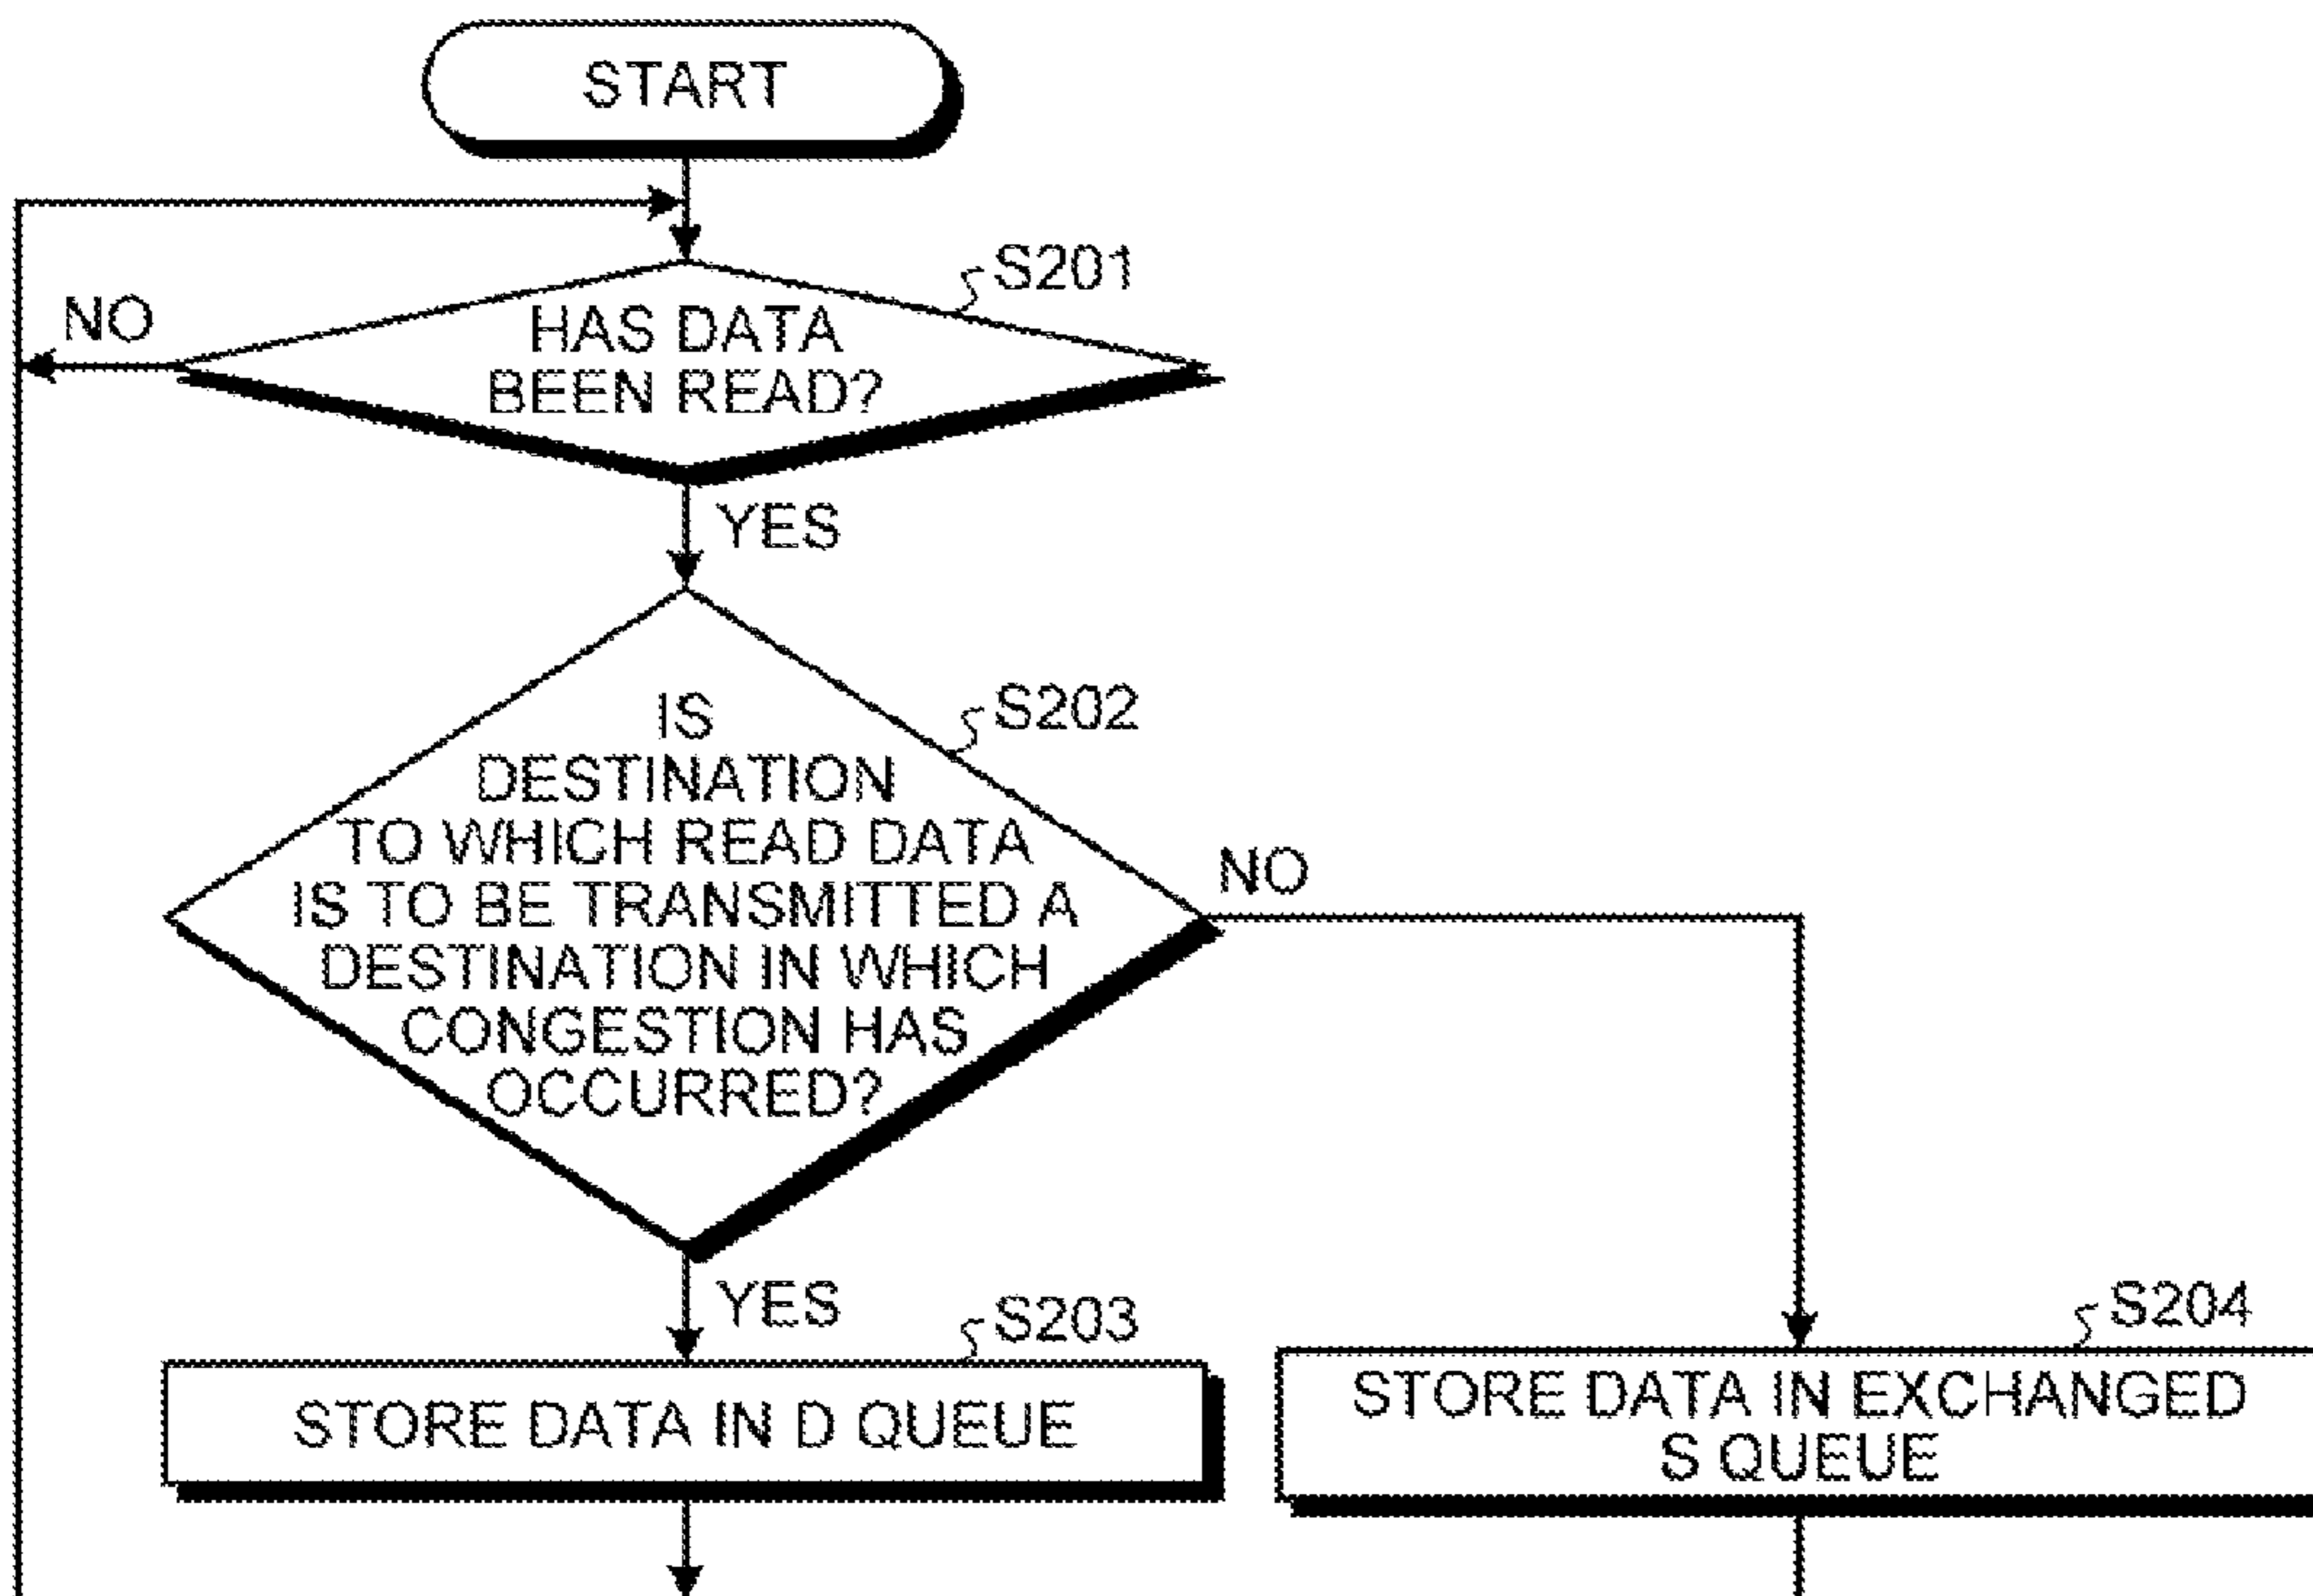 START
S201
NO
HAS DATA
BEEN READ?
YES
S202
IS
DESTINATION
TO WHICH READ DATA
IS TO BE TRANSMITTED A
DESTINATION IN WHICH
CONGESTION HAS
OCCURRED?
NO
YES
S203
S204
STORE DATA IN D QUEUE
STORE DATA IN EXCHANGED
S QUEUE